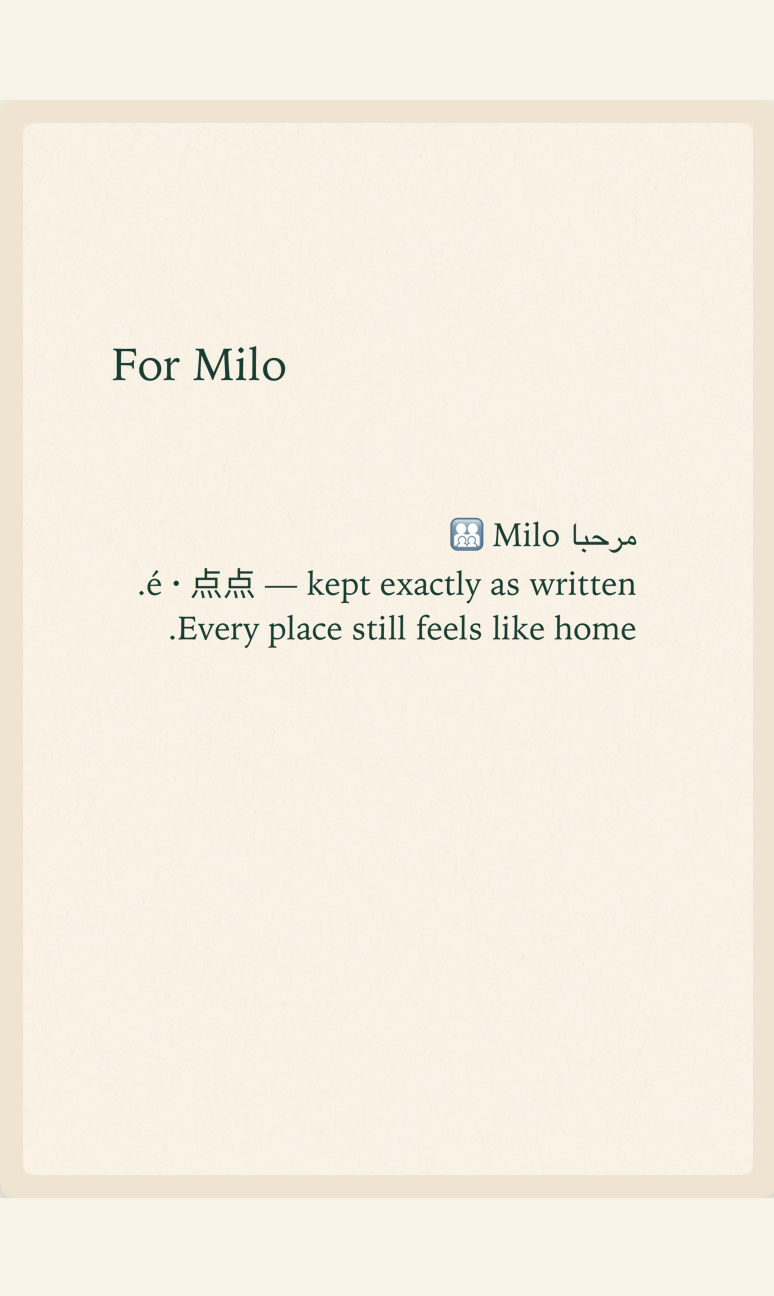 For Milo
مرحبا Milo 👨‍👩‍👧‍👦
é · 点点 — kept exactly as written.
Every place still feels like home.